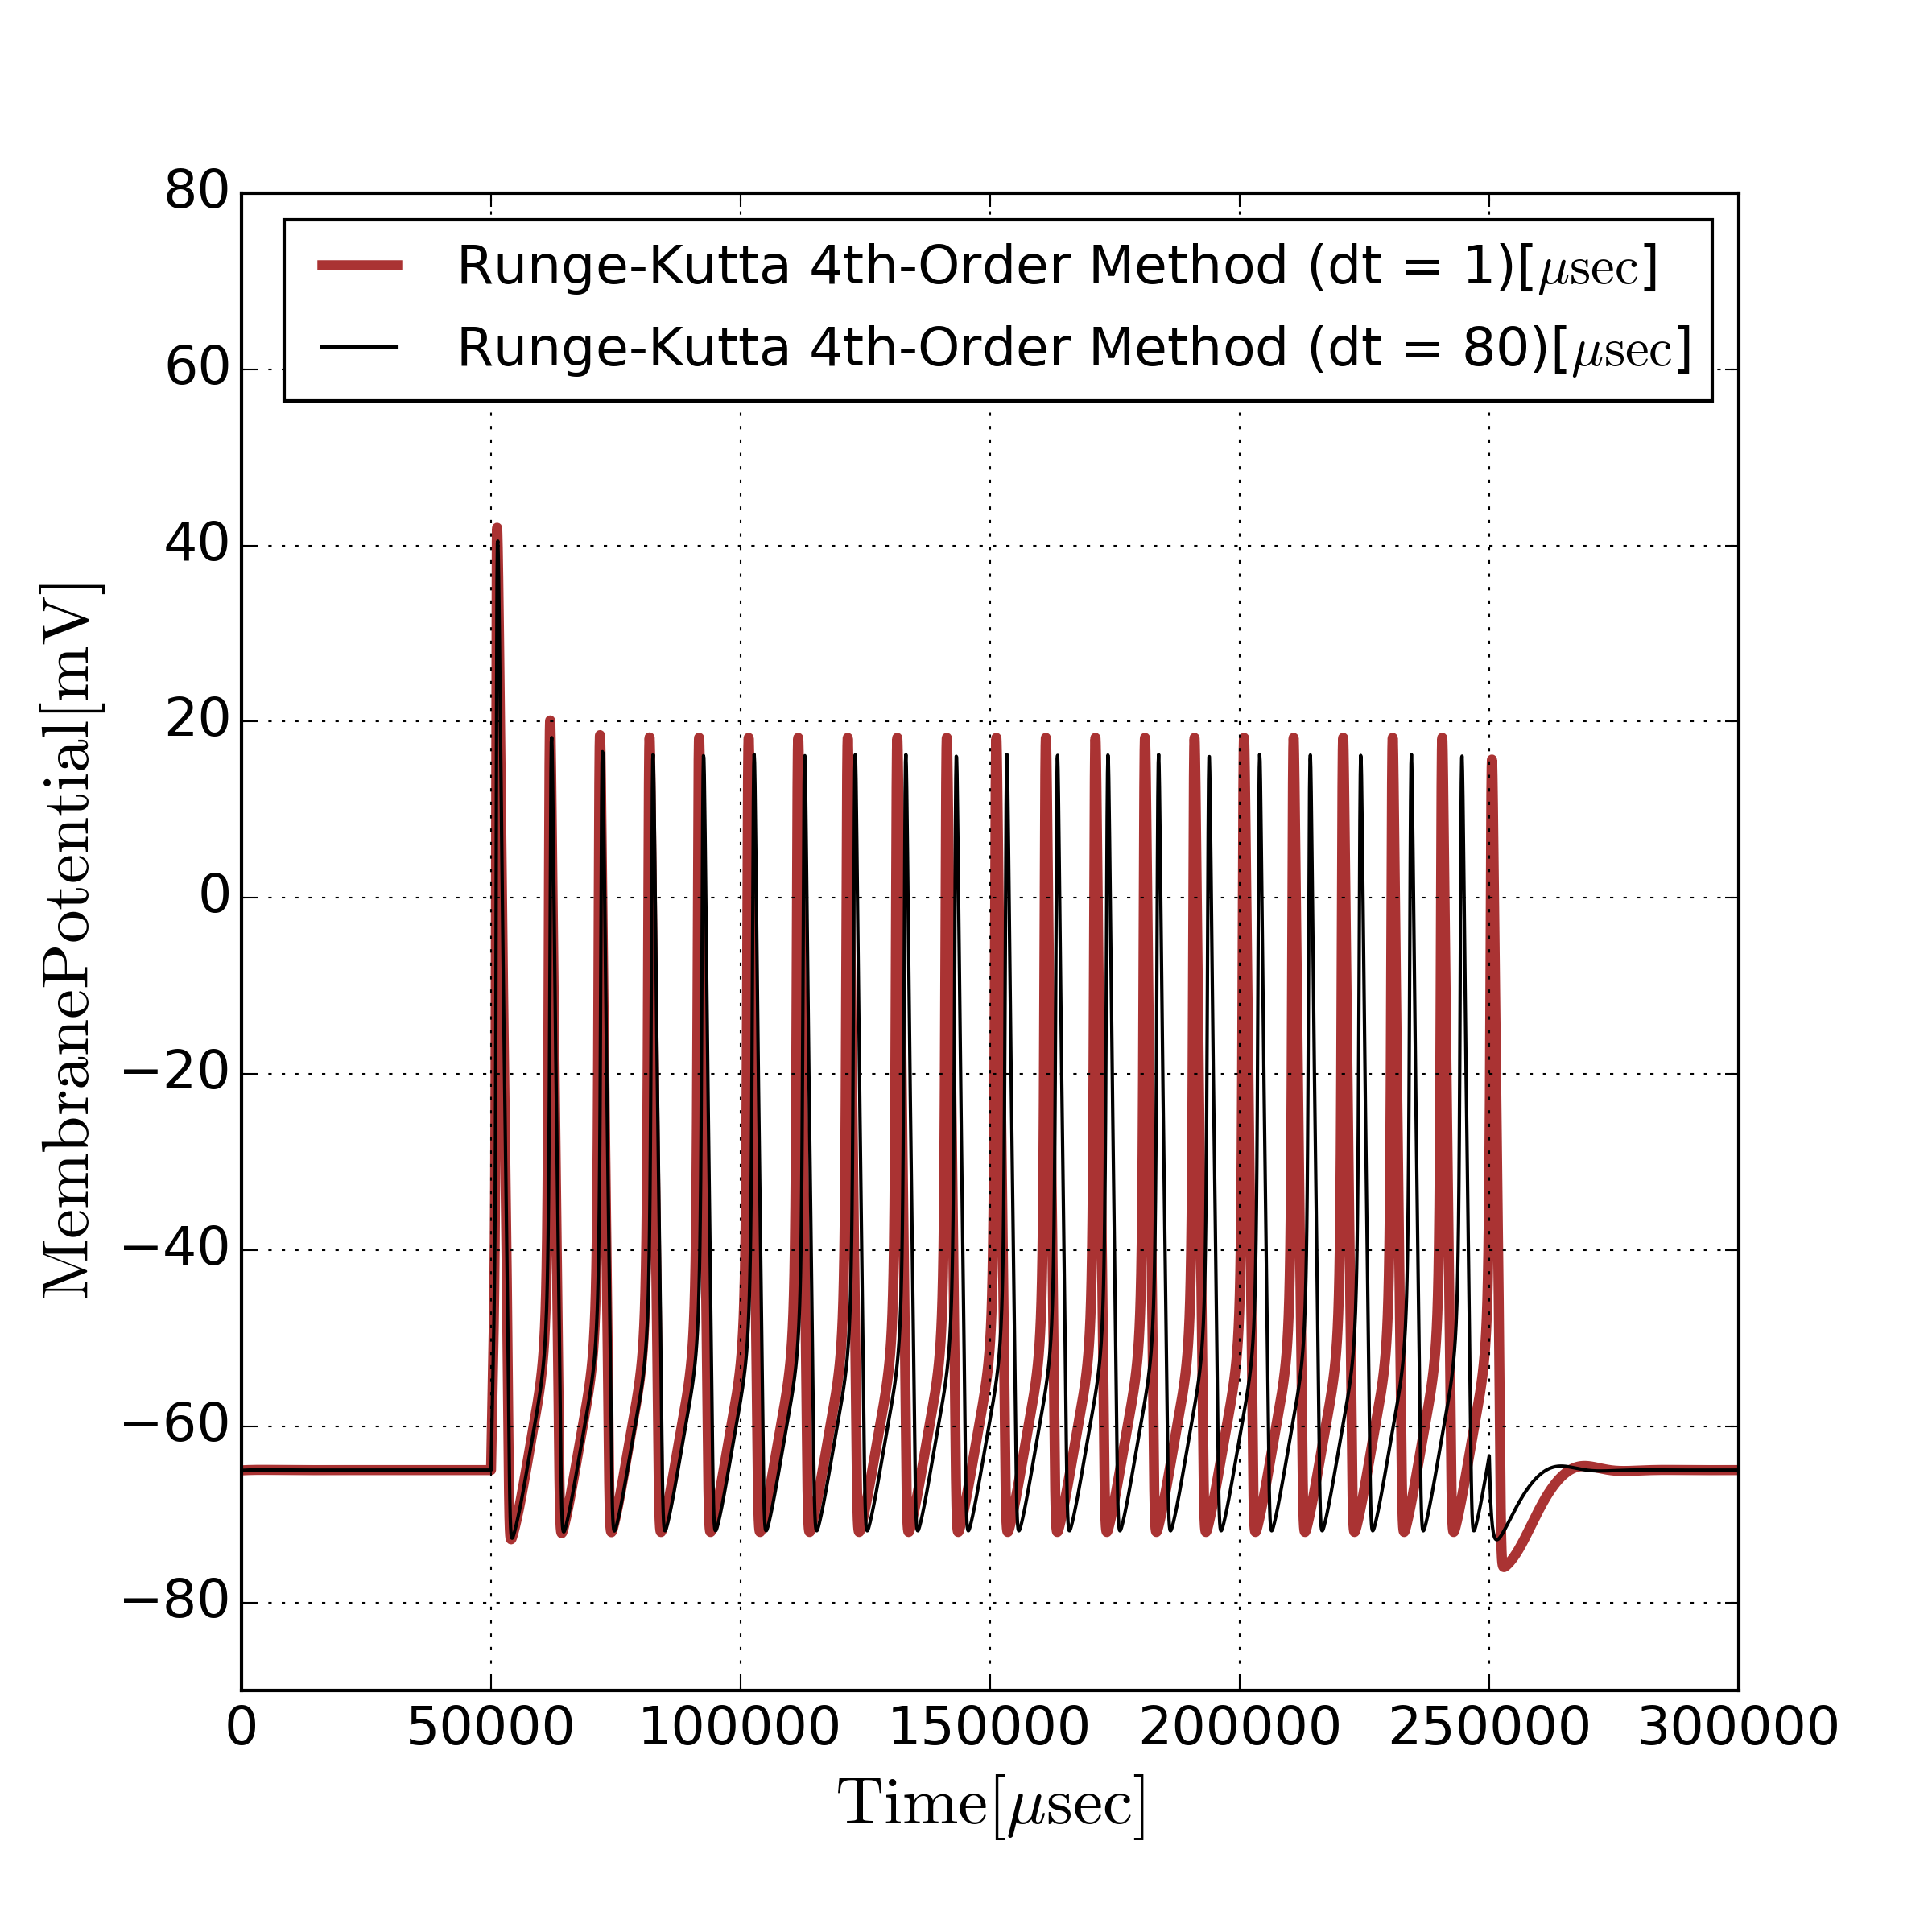 80
Runge-Kutta 4th-Order Method (dt = 1)[μsec]
Runge-Kutta 4th-Order Method (dt = 80)[μsec]
60
40
20
0
−20
−40
−60
−80
MembranePotential[mV]
0 50000 100000 150000 200000 250000 300000
Time[μsec]